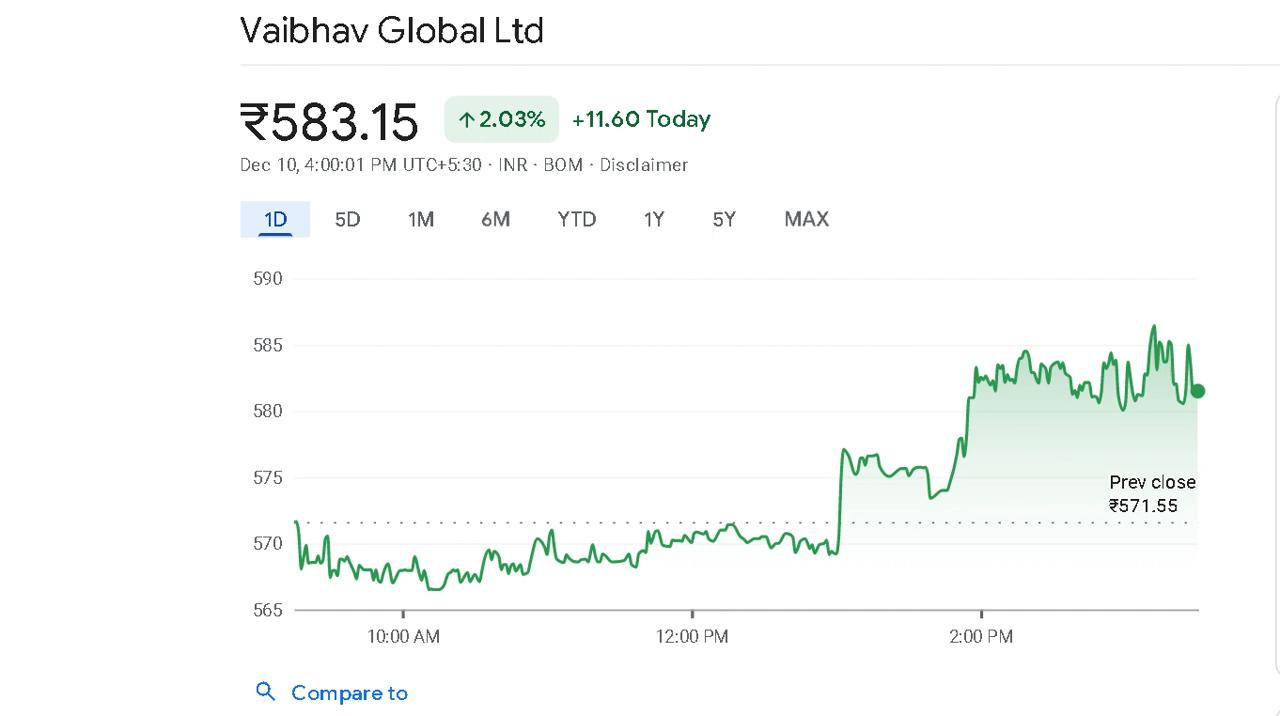 Vaibhav Global Ltd
₹583.15 ↑2.03% +11.60 Today
Dec 10, 4:00:01 PM UTC+5:30 · INR · BOM · Disclaimer
1D 5D 1M 6M YTD 1Y 5Y MAX
590
585
580
575
570
565
Prev close
₹571.55
10:00 AM 12:00 PM 2:00 PM
Compare to